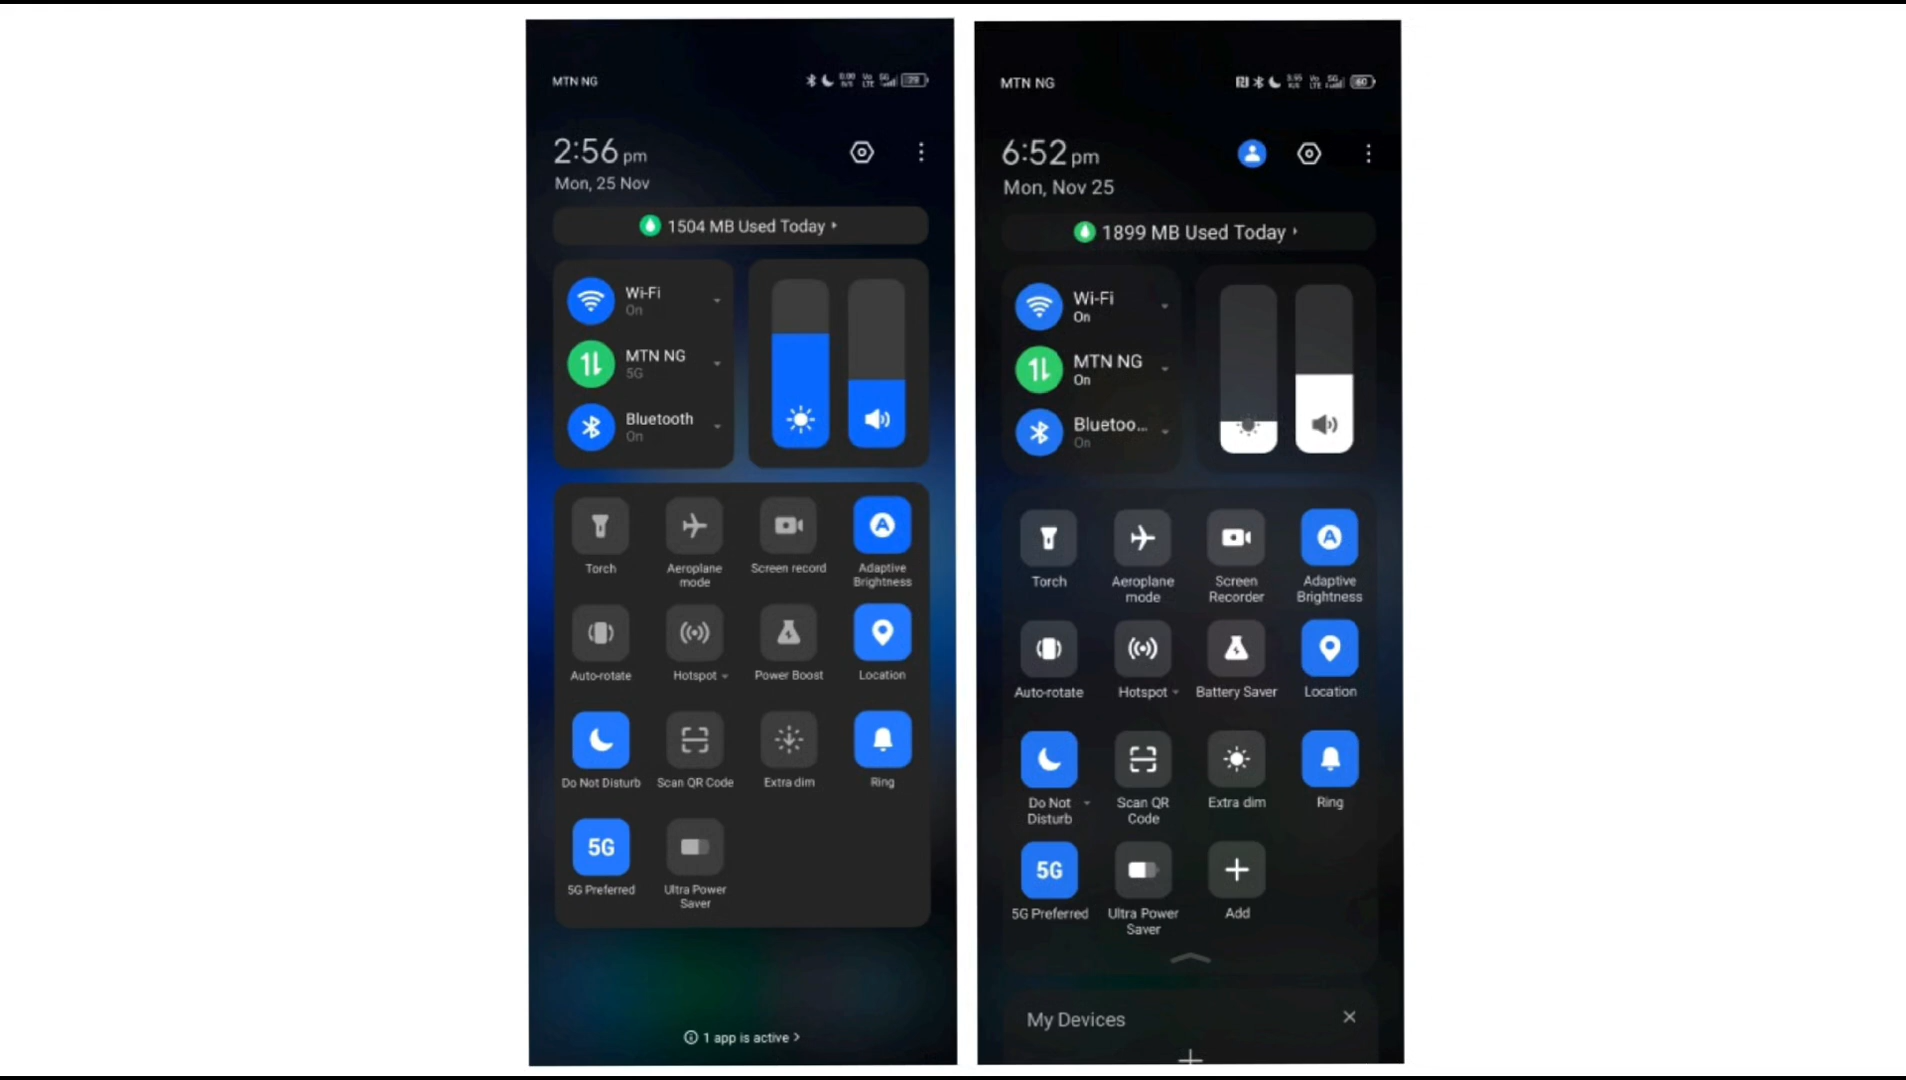 MTN NG
29
2:56 pm
Mon, 25 Nov
1504 MB Used Today
Wi-Fi
On
MTN NG
5G
Bluetooth
On
Torch
Aeroplane
mode
Screen record
Adaptive
Brightness
Auto-rotate
Hotspot
Power Boost
Location
Do Not Disturb
Scan QR Code
Extra dim
Ring
5G
5G Preferred
Ultra Power
Saver
1 app is active
MTN NG
60
6:52 pm
Mon, Nov 25
1899 MB Used Today
Wi-Fi
On
MTN NG
On
Bluetoo...
On
Torch
Aeroplane
mode
Screen
Recorder
Adaptive
Brightness
Auto-rotate
Hotspot
Battery Saver
Location
Do Not
Disturb
Scan QR
Code
Extra dim
Ring
5G
5G Preferred
Ultra Power
Saver
Add
My Devices